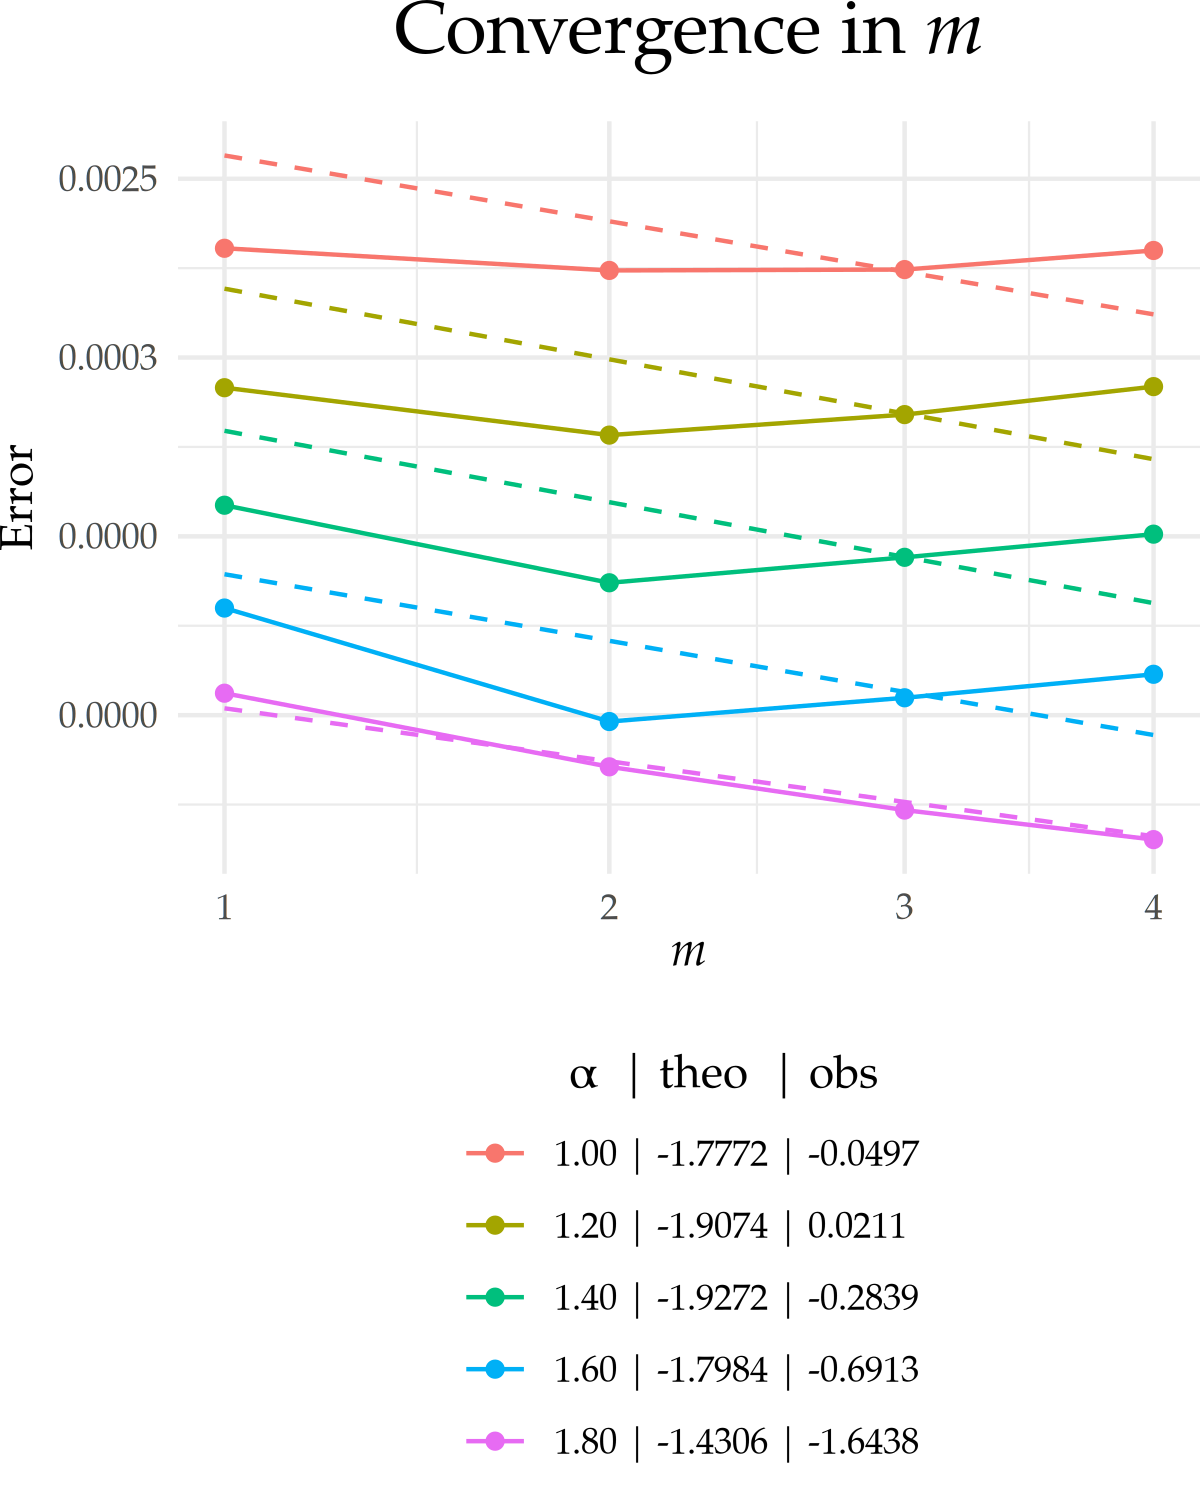 Convergence in m
0.0025
0.0003
0.0000
0.0000
Error
1 2 3 4
m
α | theo | obs
1.00 | -1.7772 | -0.0497
1.20 | -1.9074 | 0.0211
1.40 | -1.9272 | -0.2839
1.60 | -1.7984 | -0.6913
1.80 | -1.4306 | -1.6438